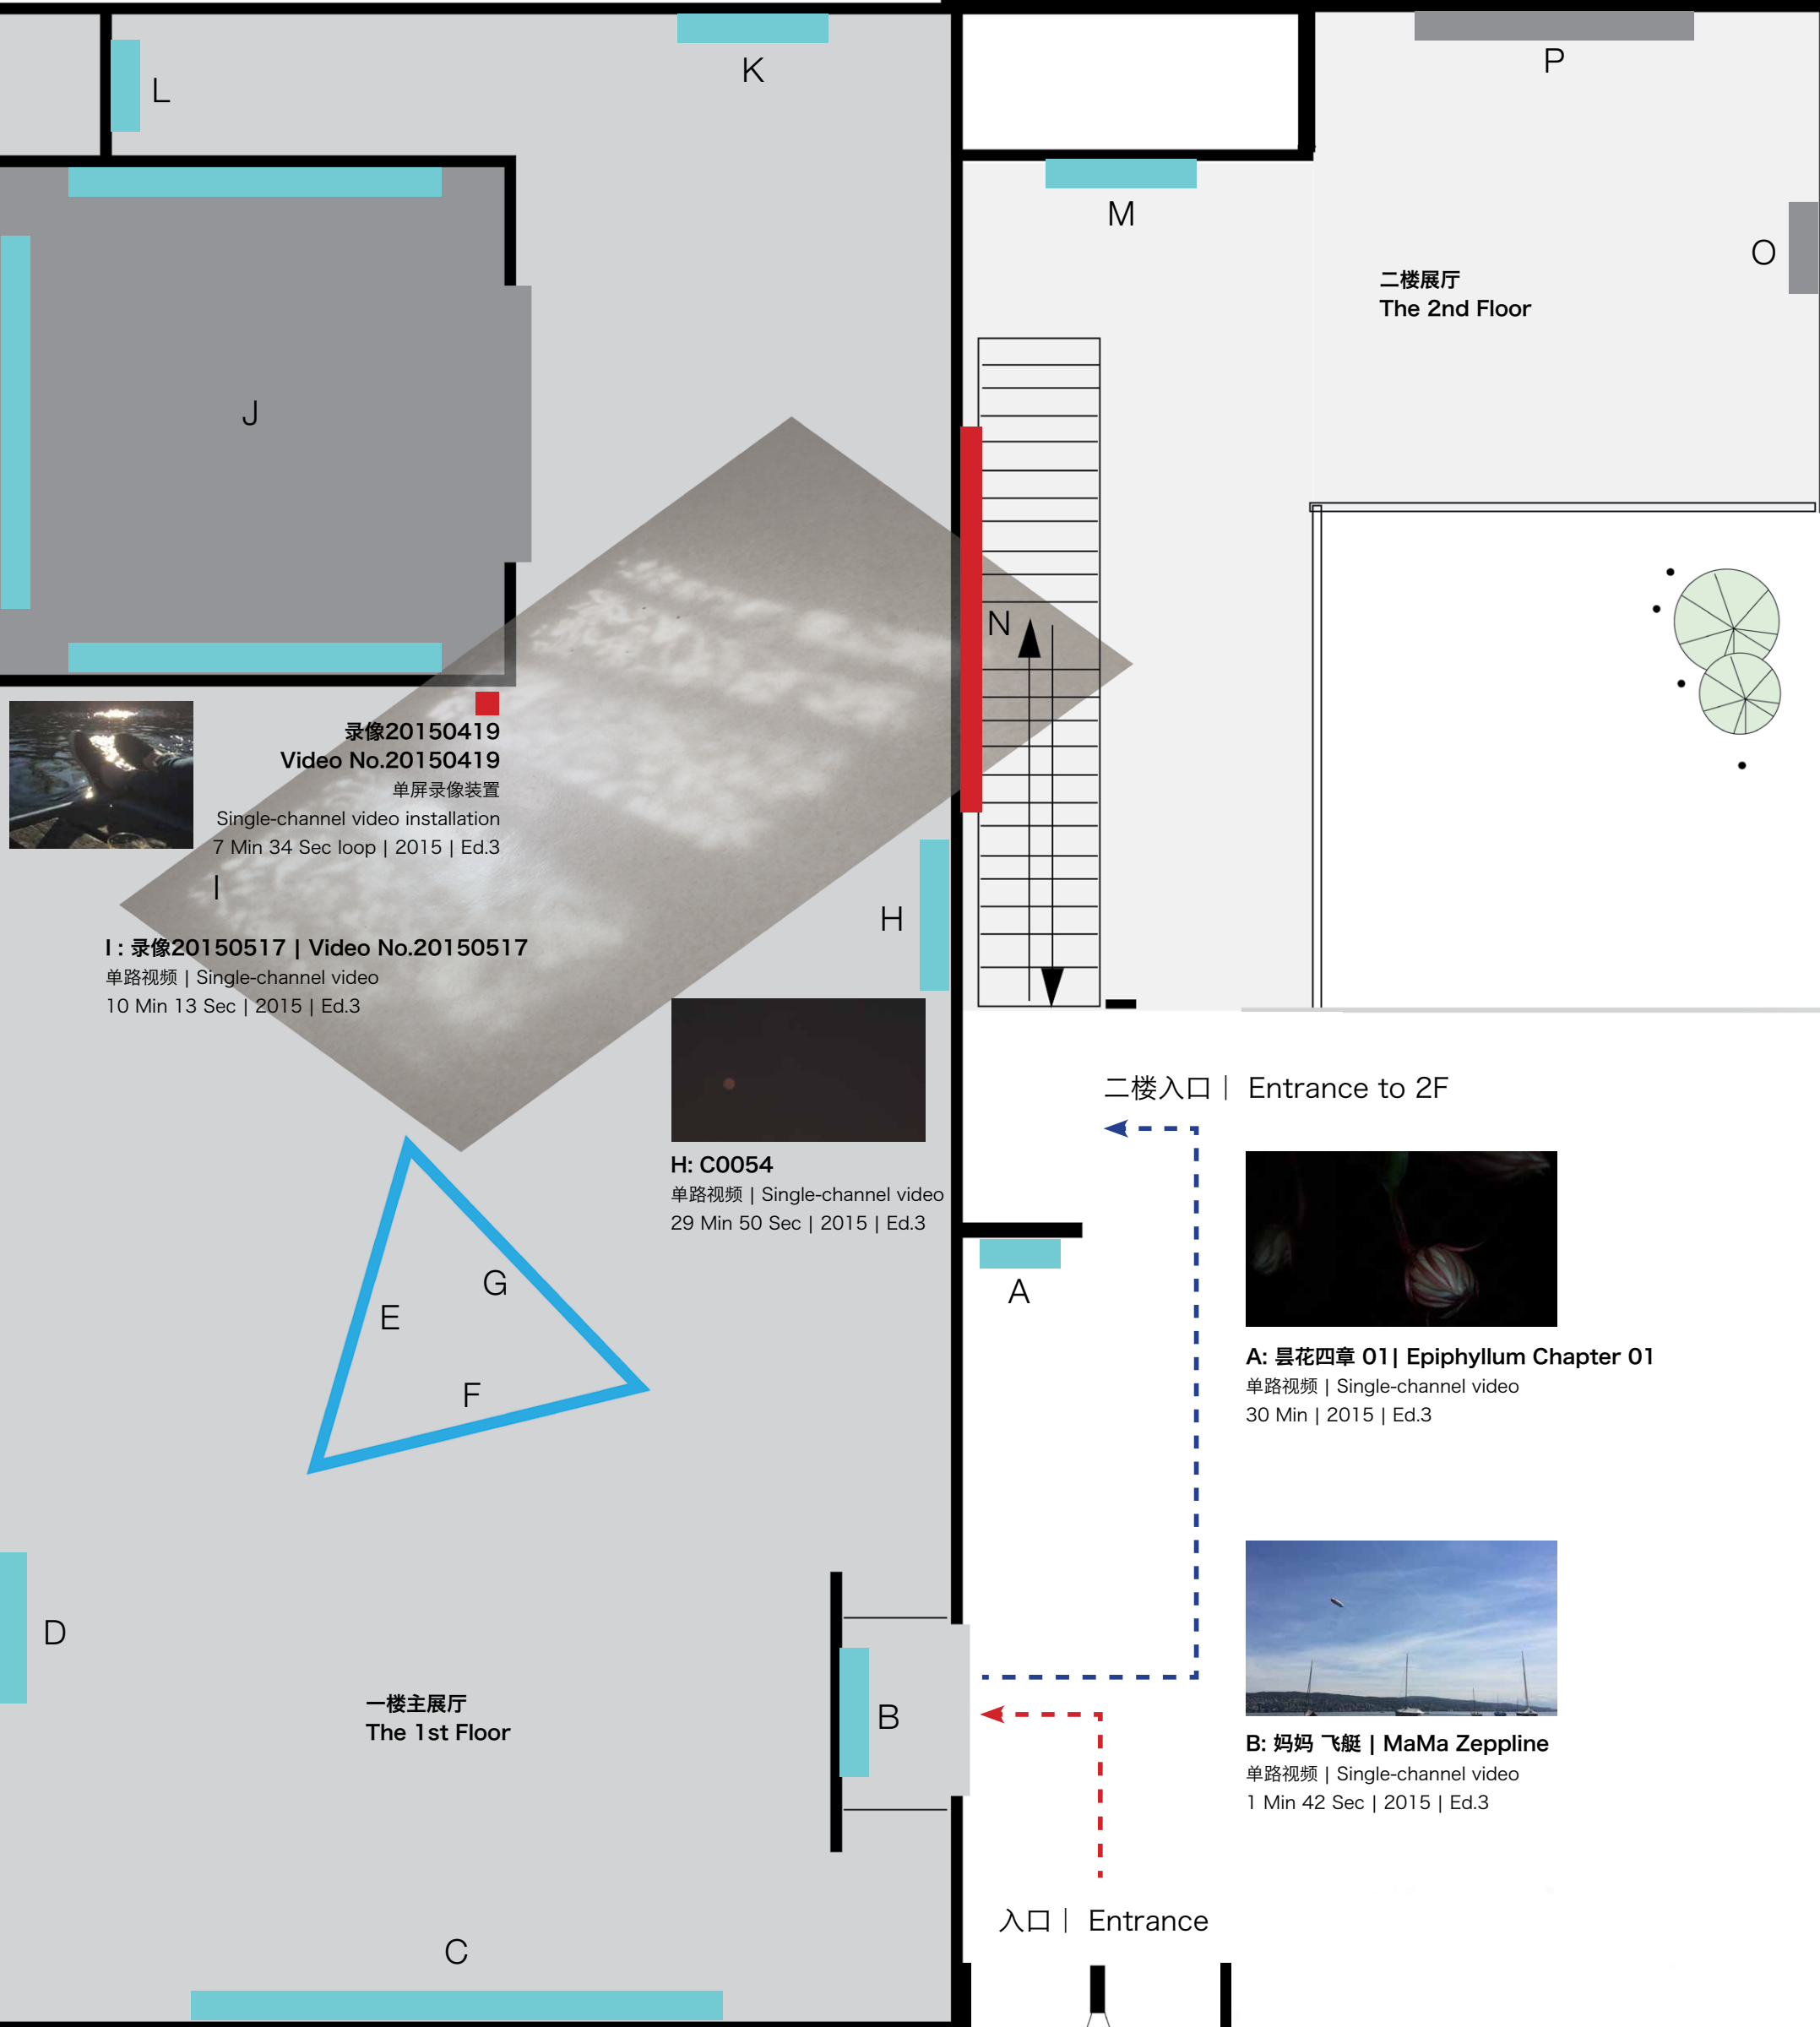 K
P
L
M
O
二楼展厅
The 2nd Floor
J
N
录像20150419
Video No.20150419
单屏录像装置
Single-channel video installation
7 Min 34 Sec loop | 2015 | Ed.3
I
H
I : 录像20150517 | Video No.20150517
单路视频 | Single-channel video
10 Min 13 Sec | 2015 | Ed.3
二楼入口｜ Entrance to 2F
H: C0054
单路视频 | Single-channel video
29 Min 50 Sec | 2015 | Ed.3
G
E
F
A
A: 昙花四章 01| Epiphyllum Chapter 01
单路视频 | Single-channel video
30 Min | 2015 | Ed.3
D
一楼主展厅
The 1st Floor
B
B: 妈妈 飞艇 | MaMa Zeppline
单路视频 | Single-channel video
1 Min 42 Sec | 2015 | Ed.3
入口｜ Entrance
C